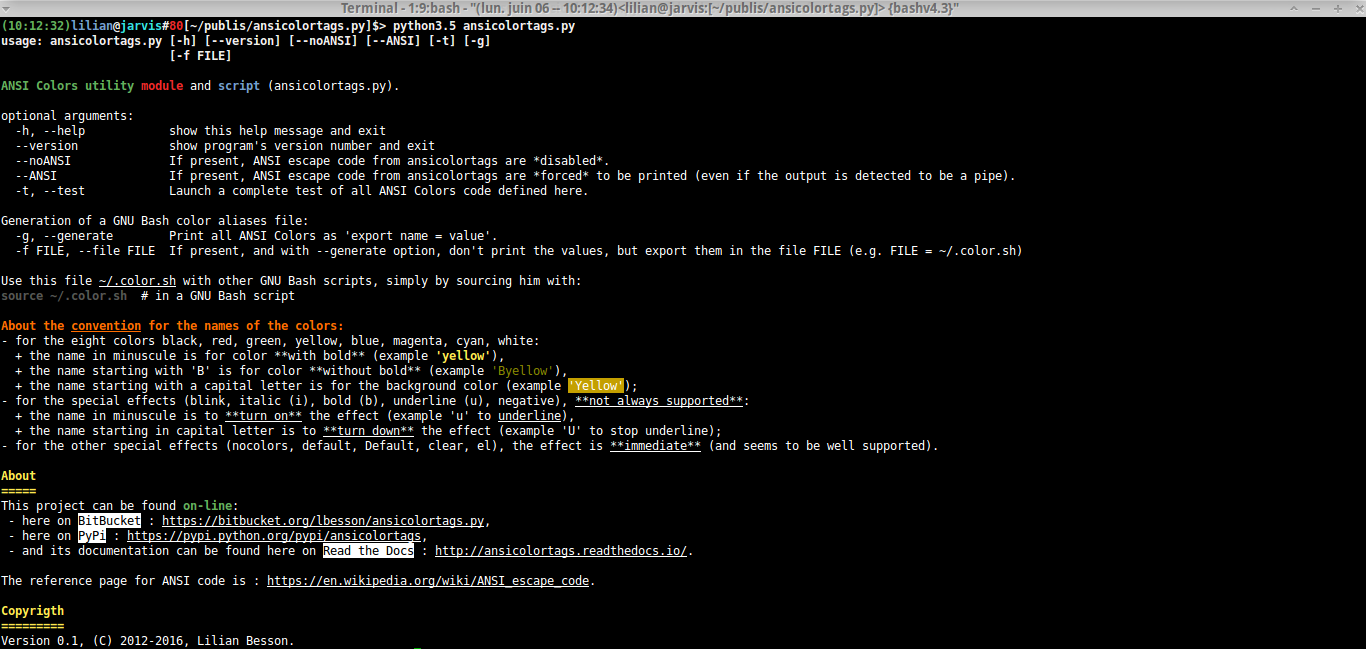 Terminal - 1:9:bash - "(lun. juin 06 -- 10:12:34)<lilian@jarvis:[~/publis/ansicolortags.py]> {bashv4.3}"
(10:12:32)lilian@jarvis#80[~/publis/ansicolortags.py]$> python3.5 ansicolortags.py
usage: ansicolortags.py [-h] [--version] [--noANSI] [--ANSI] [-t] [-g]
                        [-f FILE]
ANSI Colors utility module and script (ansicolortags.py).
optional arguments:
  -h, --help            show this help message and exit
  --version             show program's version number and exit
  --noANSI              If present, ANSI escape code from ansicolortags are *disabled*.
  --ANSI                If present, ANSI escape code from ansicolortags are *forced* to be printed (even if the output is detected to be a pipe).
  -t, --test            Launch a complete test of all ANSI Colors code defined here.
Generation of a GNU Bash color aliases file:
  -g, --generate        Print all ANSI Colors as 'export name = value'.
  -f FILE, --file FILE  If present, and with --generate option, don't print the values, but export them in the file FILE (e.g. FILE = ~/.color.sh)
Use this file ~/.color.sh with other GNU Bash scripts, simply by sourcing him with:
source ~/.color.sh  # in a GNU Bash script
About the convention for the names of the colors:
- for the eight colors black, red, green, yellow, blue, magenta, cyan, white:
  + the name in minuscule is for color **with bold** (example 'yellow'),
  + the name starting with 'B' is for color **without bold** (example 'Byellow'),
  + the name starting with a capital letter is for the background color (example 'Yellow');
- for the special effects (blink, italic (i), bold (b), underline (u), negative), **not always supported**:
  + the name in minuscule is to **turn on** the effect (example 'u' to underline),
  + the name starting in capital letter is to **turn down** the effect (example 'U' to stop underline);
- for the other special effects (nocolors, default, Default, clear, el), the effect is **immediate** (and seems to be well supported).
About
=====
This project can be found on-line:
 - here on BitBucket : https://bitbucket.org/lbesson/ansicolortags.py,
 - here on PyPi : https://pypi.python.org/pypi/ansicolortags,
 - and its documentation can be found here on Read the Docs : http://ansicolortags.readthedocs.io/.
The reference page for ANSI code is : https://en.wikipedia.org/wiki/ANSI_escape_code.
Copyrigth
=========
Version 0.1, (C) 2012-2016, Lilian Besson.